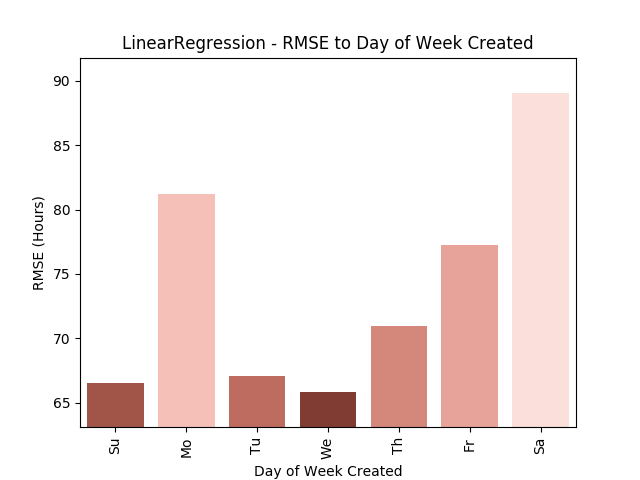 LinearRegression - RMSE to Day of Week Created
90
85
80
75
70
65
RMSE (Hours)
Su Mo Tu We Th Fr Sa
Day of Week Created